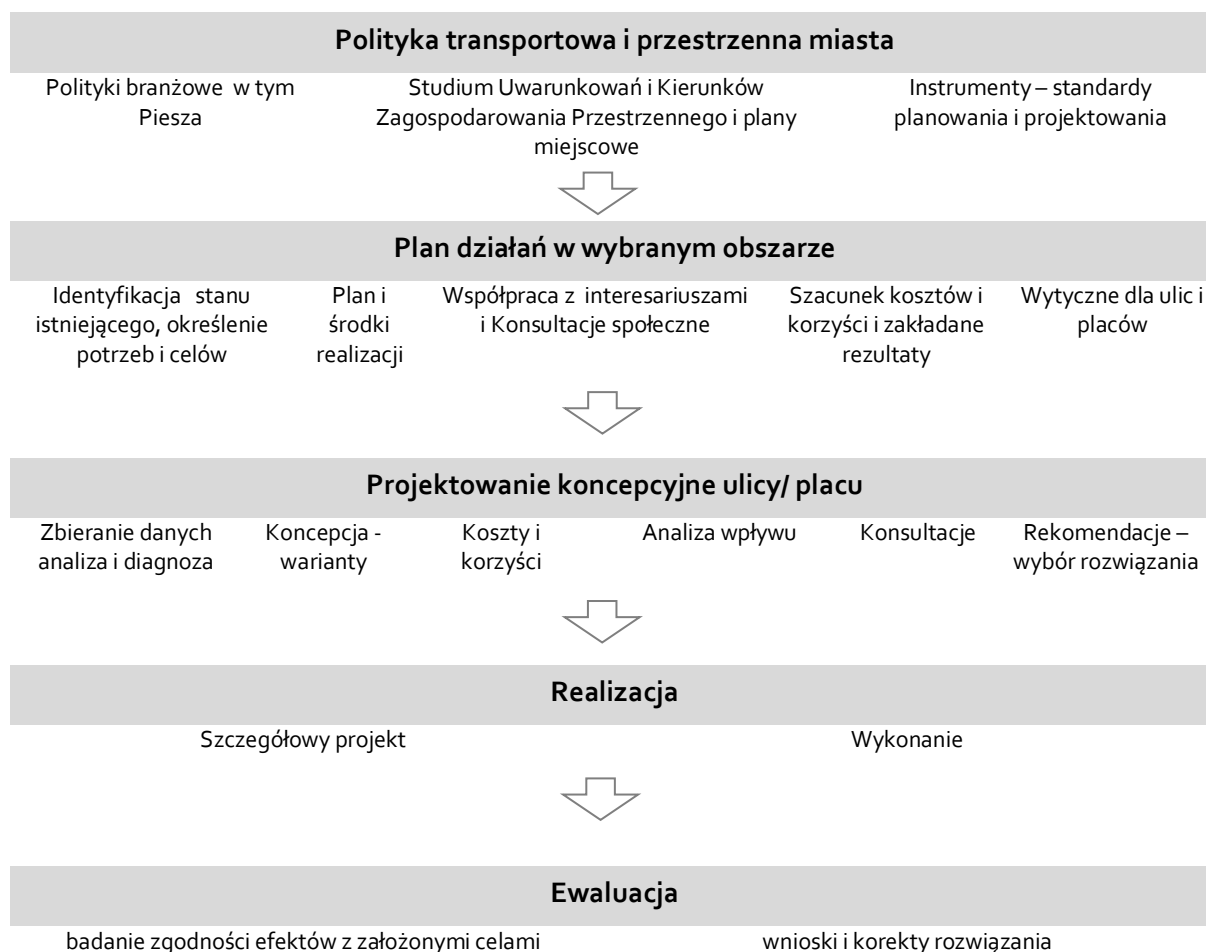 Polityka transportowa i przestrzenna miasta
Polityki branżowe w tym
Piesza
Studium Uwarunkowań i Kierunków
Zagospodarowania Przestrzennego i plany
miejscowe
Instrumenty – standardy
planowania i projektowania
Plan działań w wybranym obszarze
Identyfikacja stanu
istniejącego, określenie
potrzeb i celów
Plan i
środki
realizacji
Współpraca z interesariuszami
i Konsultacje społeczne
Szacunek kosztów i
korzyści i zakładane
rezultaty
Wytyczne dla ulic i
placów
Projektowanie koncepcyjne ulicy/ placu
Zbieranie danych
analiza i diagnoza
Koncepcja -
warianty
Koszty i
korzyści
Analiza wpływu
Konsultacje
Rekomendacje –
wybór rozwiązania
Realizacja
Szczegółowy projekt
Wykonanie
Ewaluacja
badanie zgodności efektów z założonymi celami
wnioski i korekty rozwiązania